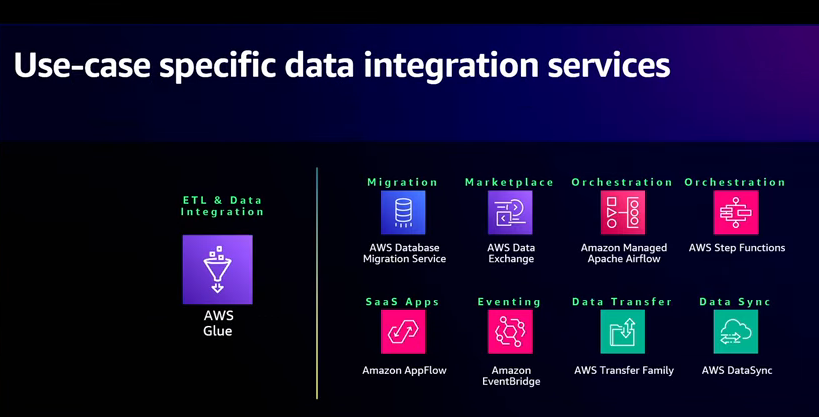 Use-case specific data integration services
ETL & Data
Integration
AWS
Glue
Migration
AWS Database
Migration Service
Marketplace
AWS Data
Exchange
Orchestration
Amazon Managed
Apache Airflow
Orchestration
AWS Step Functions
SaaS Apps
Amazon AppFlow
Eventing
Amazon
EventBridge
Data Transfer
AWS Transfer Family
Data Sync
AWS DataSync